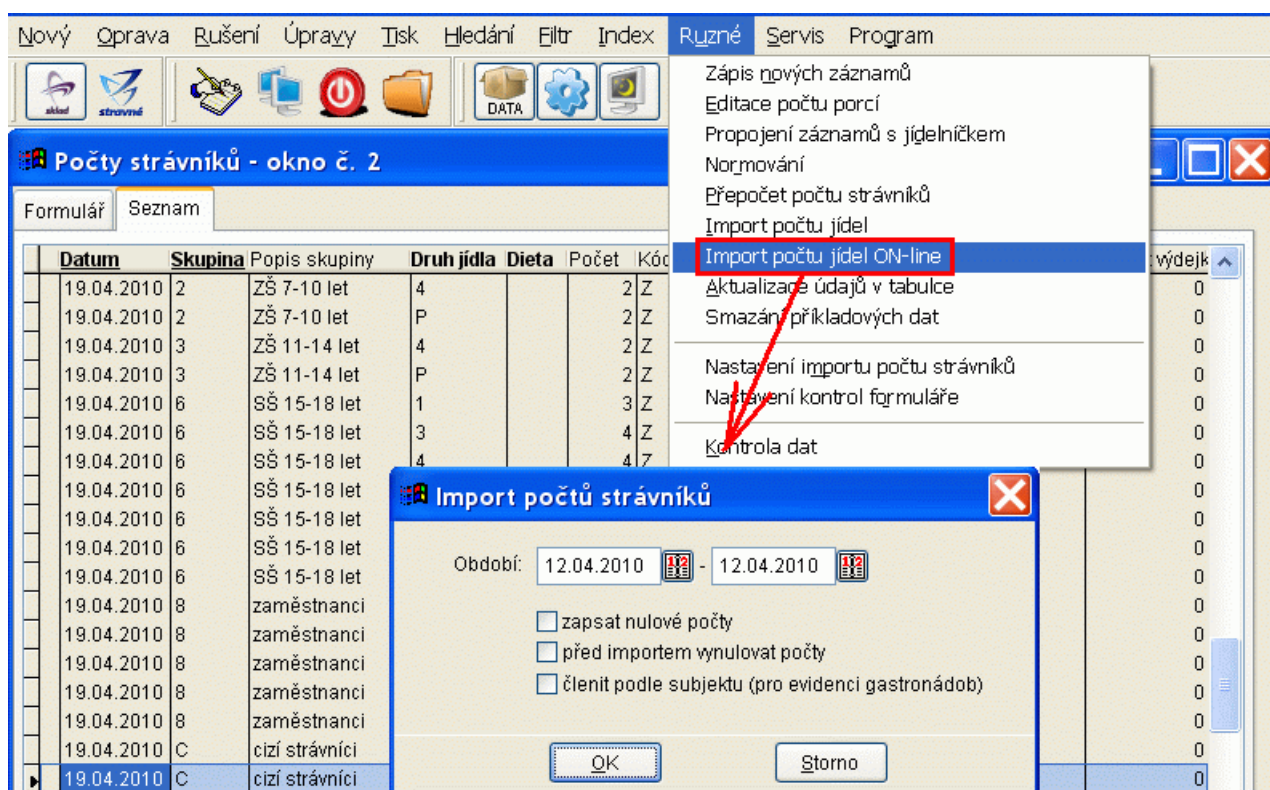 Nový Oprava Rušení Úpravy Tisk Hledání Filtr Index Ruzné Servis Program
sklad stravné DATA
Zápis nových záznamů
Editace počtu porcí
Propojení záznamů s jídelníčkem
Normování
Přepočet počtu strávníků
Import počtu jídel
Import počtu jídel ON-line
Aktualizace údajů v tabulce
Smazání příkladových dat
Nastavení importu počtu strávníků
Nastavení kontrol formuláře
Kontrola dat
Počty strávníků - okno č. 2
Formulář Seznam
Datum Skupina Popis skupiny Druh jídla Dieta Počet výdejk
19.04.2010 2 ZŠ 7-10 let 4 2 Z 0
19.04.2010 2 ZŠ 7-10 let P 2 Z 0
19.04.2010 3 ZŠ 11-14 let 4 2 Z 0
19.04.2010 3 ZŠ 11-14 let P 2 Z 0
19.04.2010 6 SŠ 15-18 let 1 3 Z 0
19.04.2010 6 SŠ 15-18 let 3 4 Z 0
19.04.2010 6 SŠ 15-18 let 4 4 Z 0
19.04.2010 6 SŠ 15-18 let 0
19.04.2010 6 SŠ 15-18 let 0
19.04.2010 6 SŠ 15-18 let 0
19.04.2010 6 SŠ 15-18 let 0
19.04.2010 8 zaměstnanci 0
19.04.2010 8 zaměstnanci 0
19.04.2010 8 zaměstnanci 0
19.04.2010 8 zaměstnanci 0
19.04.2010 8 zaměstnanci 0
19.04.2010 C cizí strávníci 0
19.04.2010 C cizí strávníci 0
Import počtů strávníků
Období: 12.04.2010 - 12.04.2010
zapsat nulové počty
před importem vynulovat počty
členit podle subjektu (pro evidenci gastronádob)
OK Storno